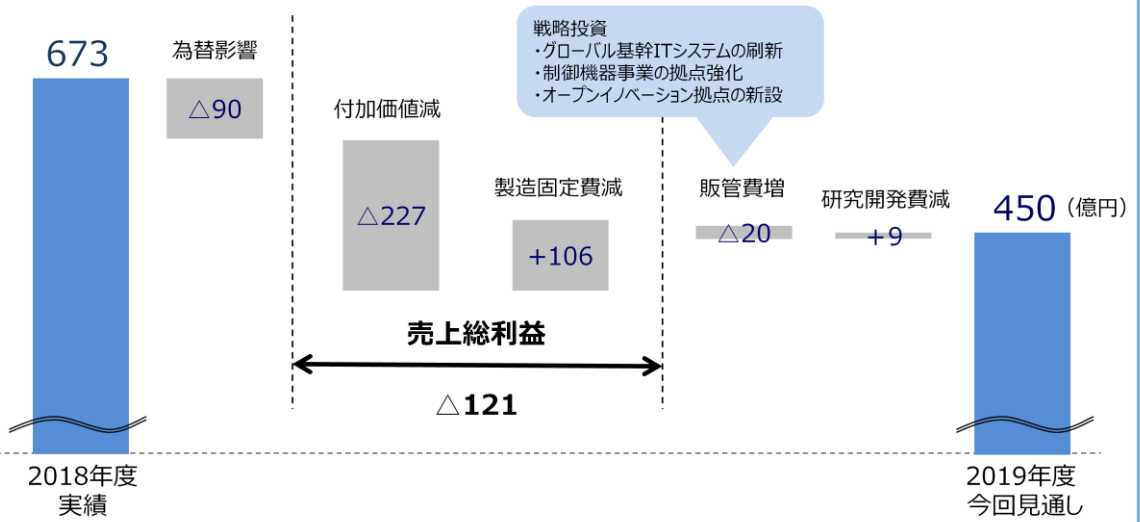 戦略投資
・グローバル基幹ITシステムの刷新
・制御機器事業の拠点強化
・オープンイノベーション拠点の新設
673
為替影響
△90
付加価値減
△227
製造固定費減
+106
販管費増
△20
研究開発費減
+9
450（億円）
売上総利益
△121
2018年度
実績
2019年度
今回見通し